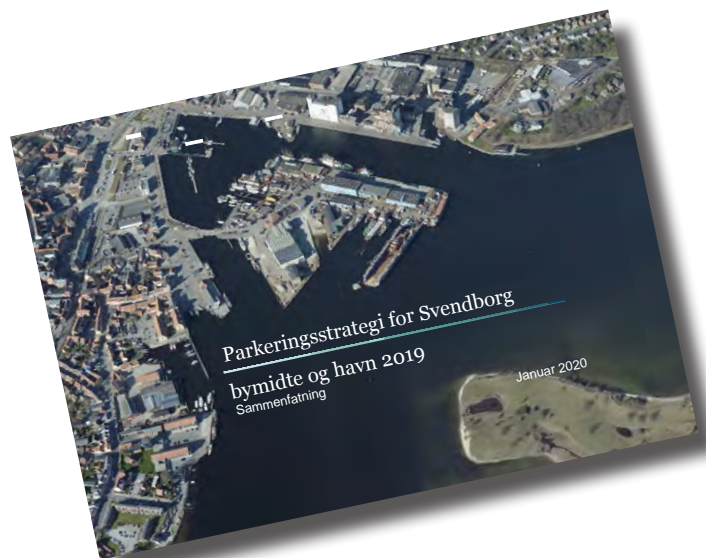 Parkeringsstrategi for Svendborg
bymidte og havn 2019
Sammenfatning
Januar 2020